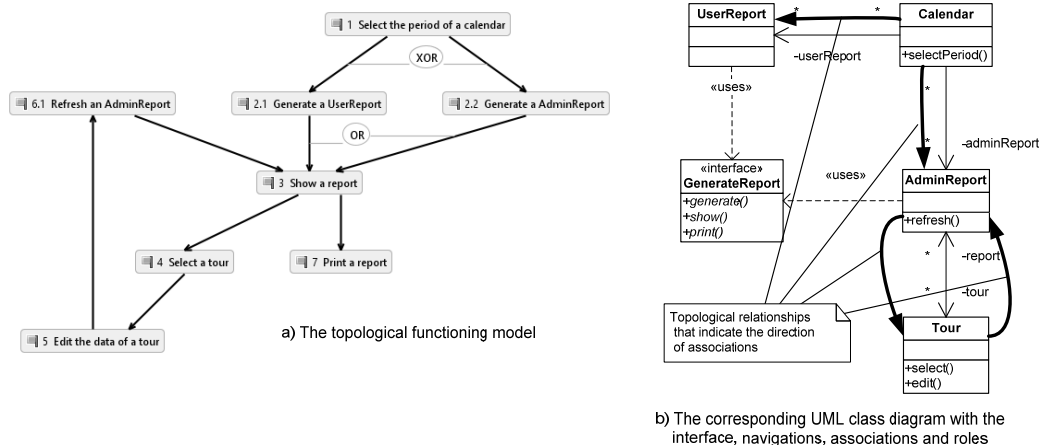 1 Select the period of a calendar
XOR
6.1 Refresh an AdminReport
2.1 Generate a UserReport
2.2 Generate a AdminReport
OR
3 Show a report
4 Select a tour
7 Print a report
5 Edit the data of a tour
a) The topological functioning model
UserReport
*
*
Calendar
+selectPeriod()
-userReport
«uses»
*
*
-adminReport
«interface»
GenerateReport
+generate()
+show()
+print()
«uses»
AdminReport
+refresh()
*
-report
*
-tour
Topological relationships
that indicate the direction
of associations
Tour
+select()
+edit()
b) The corresponding UML class diagram with the
interface, navigations, associations and roles